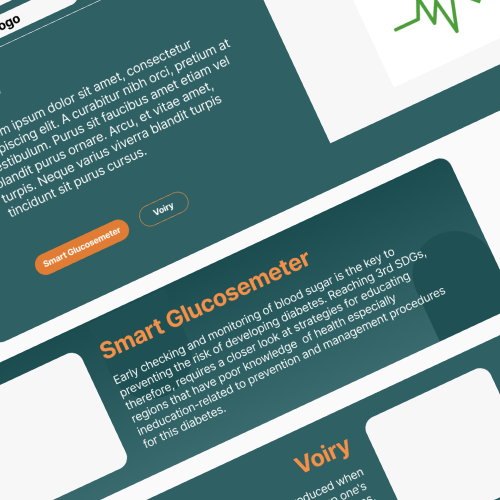 ogo
m ipsum dolor sit amet, consectetur
piscing elit. A curabitur nibh orci, pretium at
estibulum. Purus sit faucibus amet etiam vel
blandit purus ornare. Arcu, et vitae amet,
turpis. Neque varius viverra blandit turpis
tincidunt sit purus cursus.
Smart Glucosemeter
Voiry
Smart Glucosemeter
Early checking and monitoring of blood sugar is the key to
preventing the risk of developing diabetes. Reaching 3rd SDGs,
therefore, requires a closer look at strategies for educating
regions that have poor knowledge of health especially
ineducation-related to prevention and management procedures
for this diabetes.
Voiry
oduced when
n one's